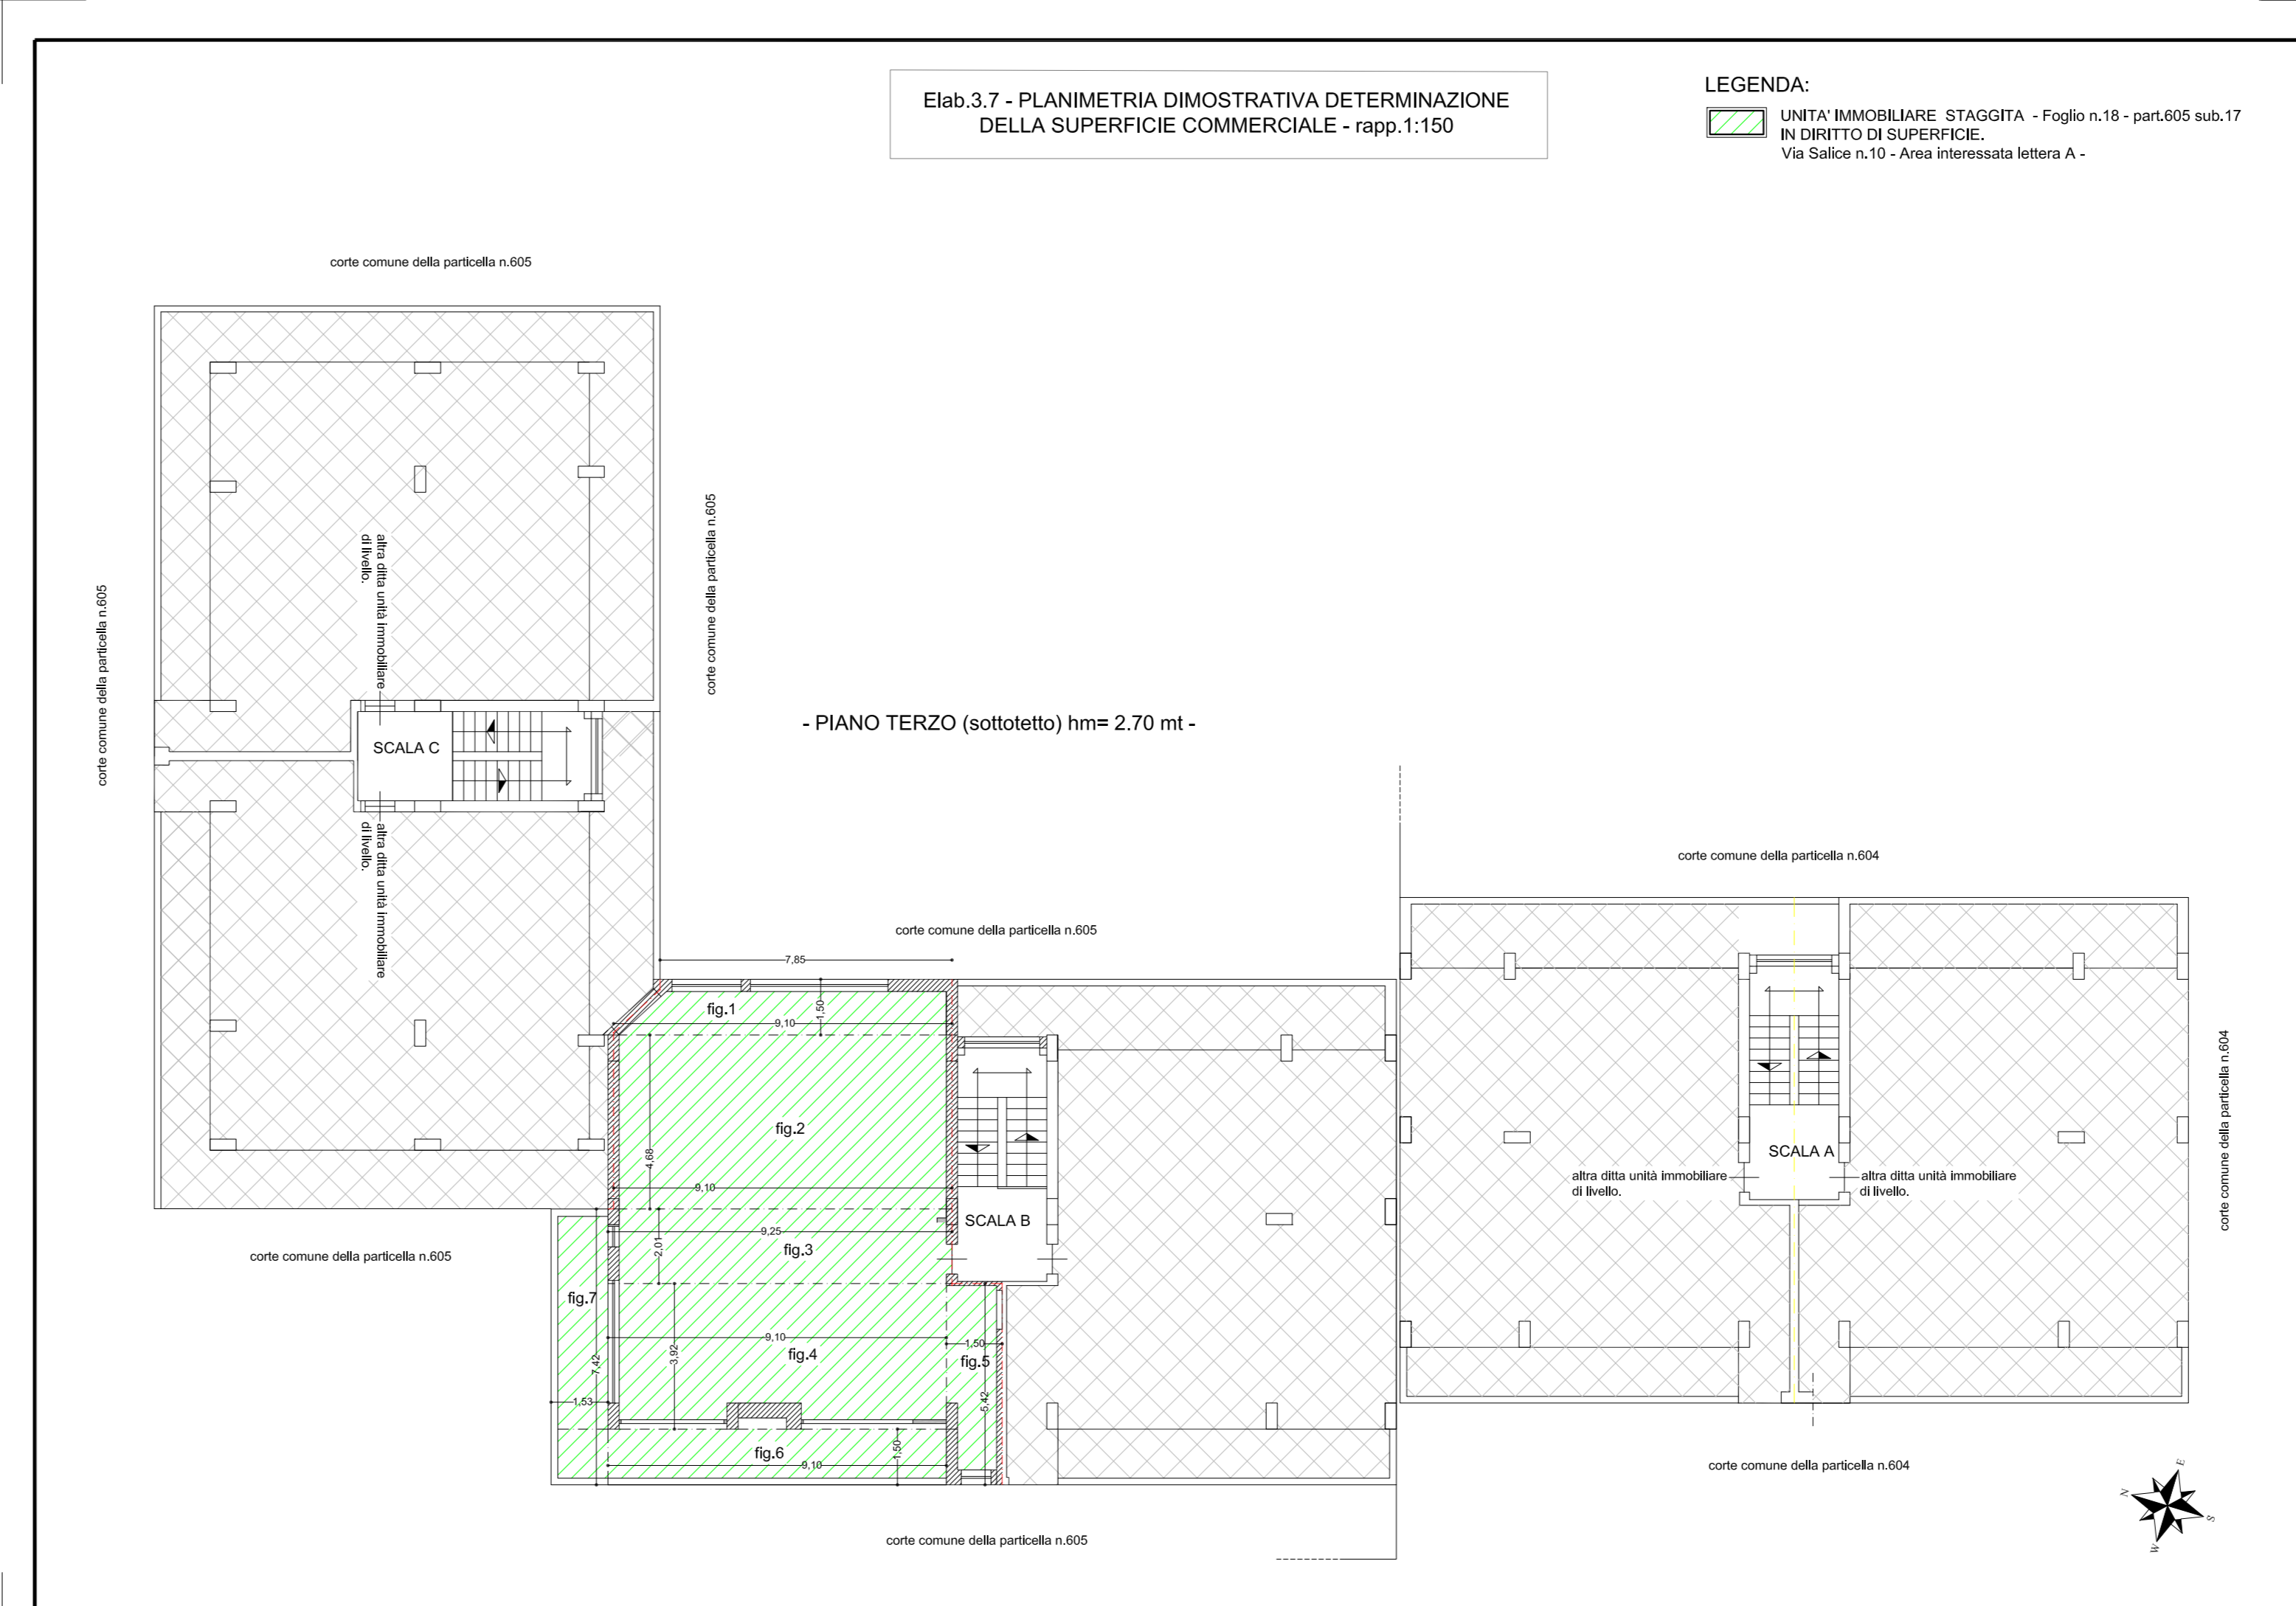 Elab.3.7 - PLANIMETRIA DIMOSTRATIVA DETERMINAZIONE
DELLA SUPERFICIE COMMERCIALE - rapp.1:150
LEGENDA:
UNITA' IMMOBILIARE STAGGITA - Foglio n.18 - part.605 sub.17
IN DIRITTO DI SUPERFICIE.
Via Salice n.10 - Area interessata lettera A -
corte comune della particella n.605
corte comune della particella n.605
corte comune della particella n.605
altra ditta unità immobiliare
di livello.
- PIANO TERZO (sottotetto) hm= 2.70 mt -
SCALA C
altra ditta unità immobiliare
di livello.
corte comune della particella n.604
corte comune della particella n.605
7,85
fig.1
1,50
9,10
fig.2
4,68
9,10
SCALA B
9,25
2,01
fig.3
corte comune della particella n.605
fig.7
9,10
1,50
3,92
fig.4
fig.5
7,42
1,53
5,42
fig.6
1,50
9,10
SCALA A
altra ditta unità immobiliare
di livello.
altra ditta unità immobiliare
di livello.
corte comune della particella n.604
corte comune della particella n.604
corte comune della particella n.605
N
E
S
W